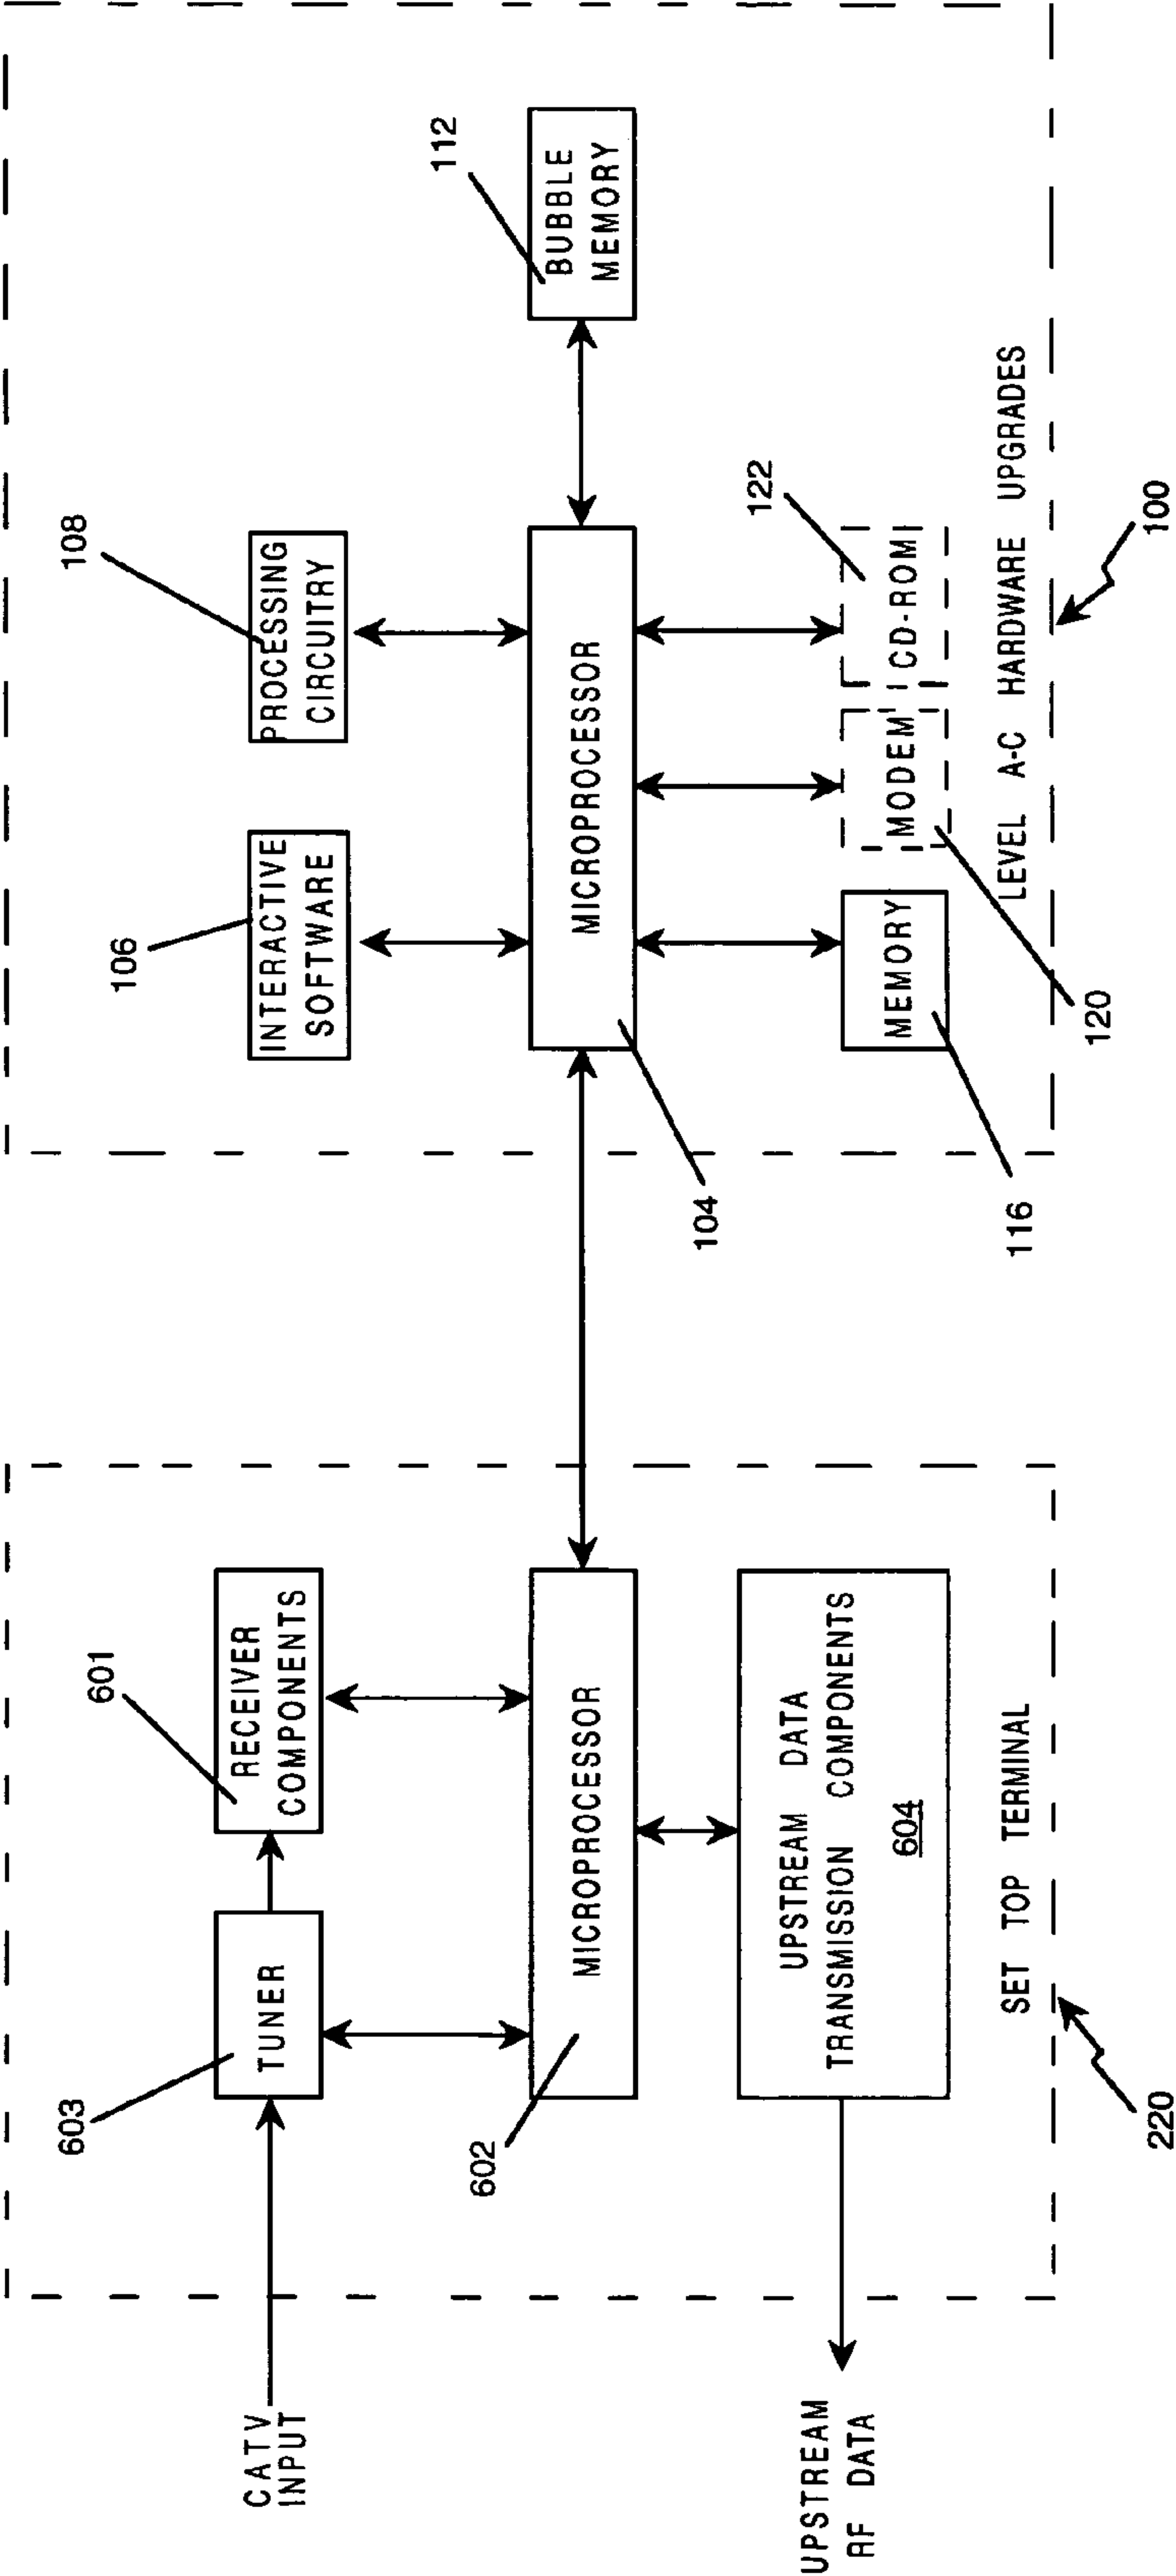 CATV
INPUT
603
TUNER
601
RECEIVER
COMPONENTS
602
MICROPROCESSOR
UPSTREAM DATA
TRANSMISSION COMPONENTS
604
UPSTREAM
RF DATA
SET TOP TERMINAL
220
106
INTERACTIVE
SOFTWARE
108
PROCESSING
CIRCUITRY
104
MICROPROCESSOR
112
BUBBLE
MEMORY
MEMORY
116
MODEM
120
CD-ROM
122
LEVEL A-C HARDWARE UPGRADES
100